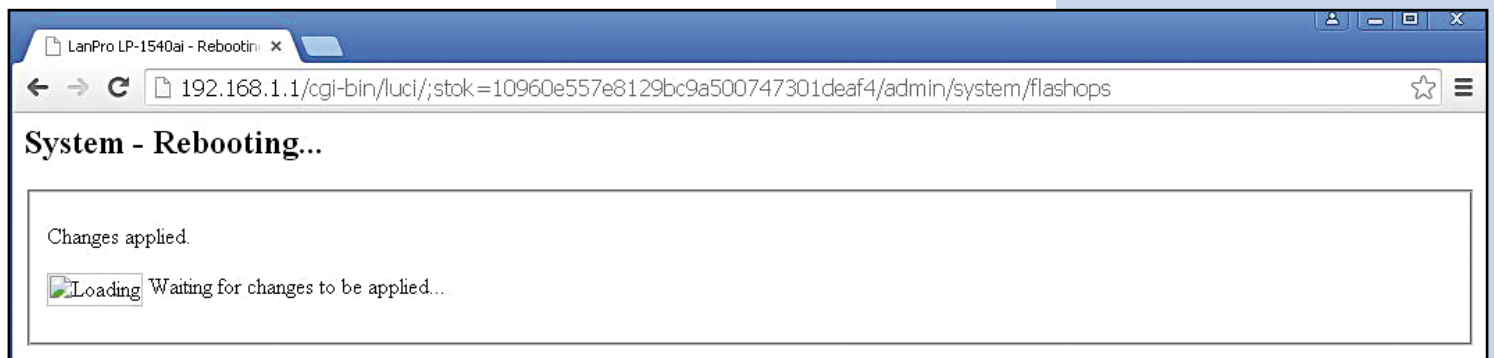 LanPro LP-1540ai - Rebootin
192.168.1.1/cgi-bin/luci/;stok=10960e557e8129bc9a500747301deaf4/admin/system/flashops
System - Rebooting...
Changes applied.
Loading Waiting for changes to be applied...